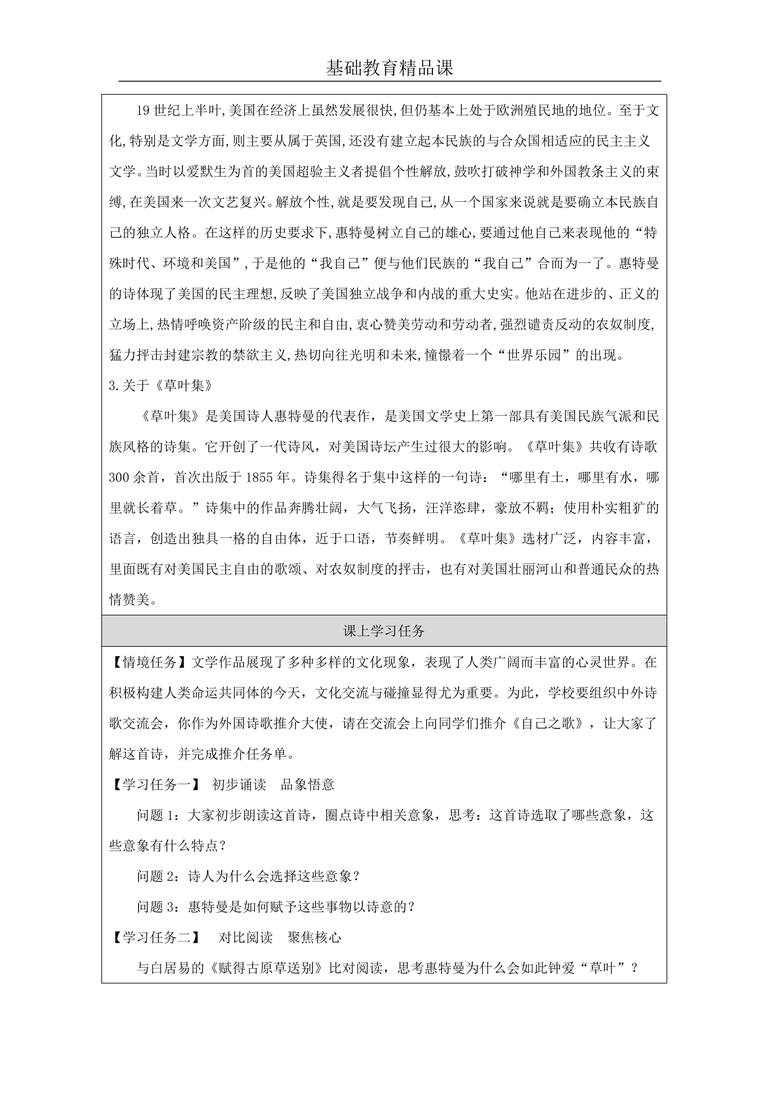 基础教育精品课
19 世纪上半叶,美国在经济上虽然发展很快,但仍基本上处于欧洲殖民地的地位。至于文
化,特别是文学方面,则主要从属于英国,还没有建立起本民族的与合众国相适应的民主主义
文学。当时以爱默生为首的美国超验主义者提倡个性解放,鼓吹打破神学和外国教条主义的束
缚,在美国来一次文艺复兴。解放个性,就是要发现自己,从一个国家来说就是要确立本民族自
己的独立人格。在这样的历史要求下,惠特曼树立自己的雄心,要通过他自己来表现他的“特
殊时代、环境和美国”,于是他的“我自己”便与他们民族的“我自己”合而为一了。惠特曼
的诗体现了美国的民主理想,反映了美国独立战争和内战的重大史实。他站在进步的、正义的
立场上,热情呼唤资产阶级的民主和自由,衷心赞美劳动和劳动者,强烈谴责反动的农奴制度,
猛力抨击封建宗教的禁欲主义,热切向往光明和未来,憧憬着一个“世界乐园”的出现。
3.关于《草叶集》
《草叶集》是美国诗人惠特曼的代表作，是美国文学史上第一部具有美国民族气派和民
族风格的诗集。它开创了一代诗风，对美国诗坛产生过很大的影响。《草叶集》共收有诗歌
300 余首，首次出版于 1855 年。诗集得名于集中这样的一句诗：“哪里有土，哪里有水，哪
里就长着草。”诗集中的作品奔腾壮阔，大气飞扬，汪洋恣肆，豪放不羁；使用朴实粗犷的
语言，创造出独具一格的自由体，近于口语，节奏鲜明。《草叶集》选材广泛，内容丰富，
里面既有对美国民主自由的歌颂、对农奴制度的抨击，也有对美国壮丽河山和普通民众的热
情赞美。
课上学习任务
【情境任务】文学作品展现了多种多样的文化现象，表现了人类广阔而丰富的心灵世界。在
积极构建人类命运共同体的今天，文化交流与碰撞显得尤为重要。为此，学校要组织中外诗
歌交流会，你作为外国诗歌推介大使，请在交流会上向同学们推介《自己之歌》，让大家了
解这首诗，并完成推介任务单。
【学习任务一】 初步诵读　品象悟意
问题 1：大家初步朗读这首诗，圈点诗中相关意象，思考：这首诗选取了哪些意象，这
些意象有什么特点？
问题 2：诗人为什么会选择这些意象？
问题 3：惠特曼是如何赋予这些事物以诗意的？
【学习任务二】　对比阅读　聚焦核心
与白居易的《赋得古原草送别》比对阅读，思考惠特曼为什么会如此钟爱“草叶”？